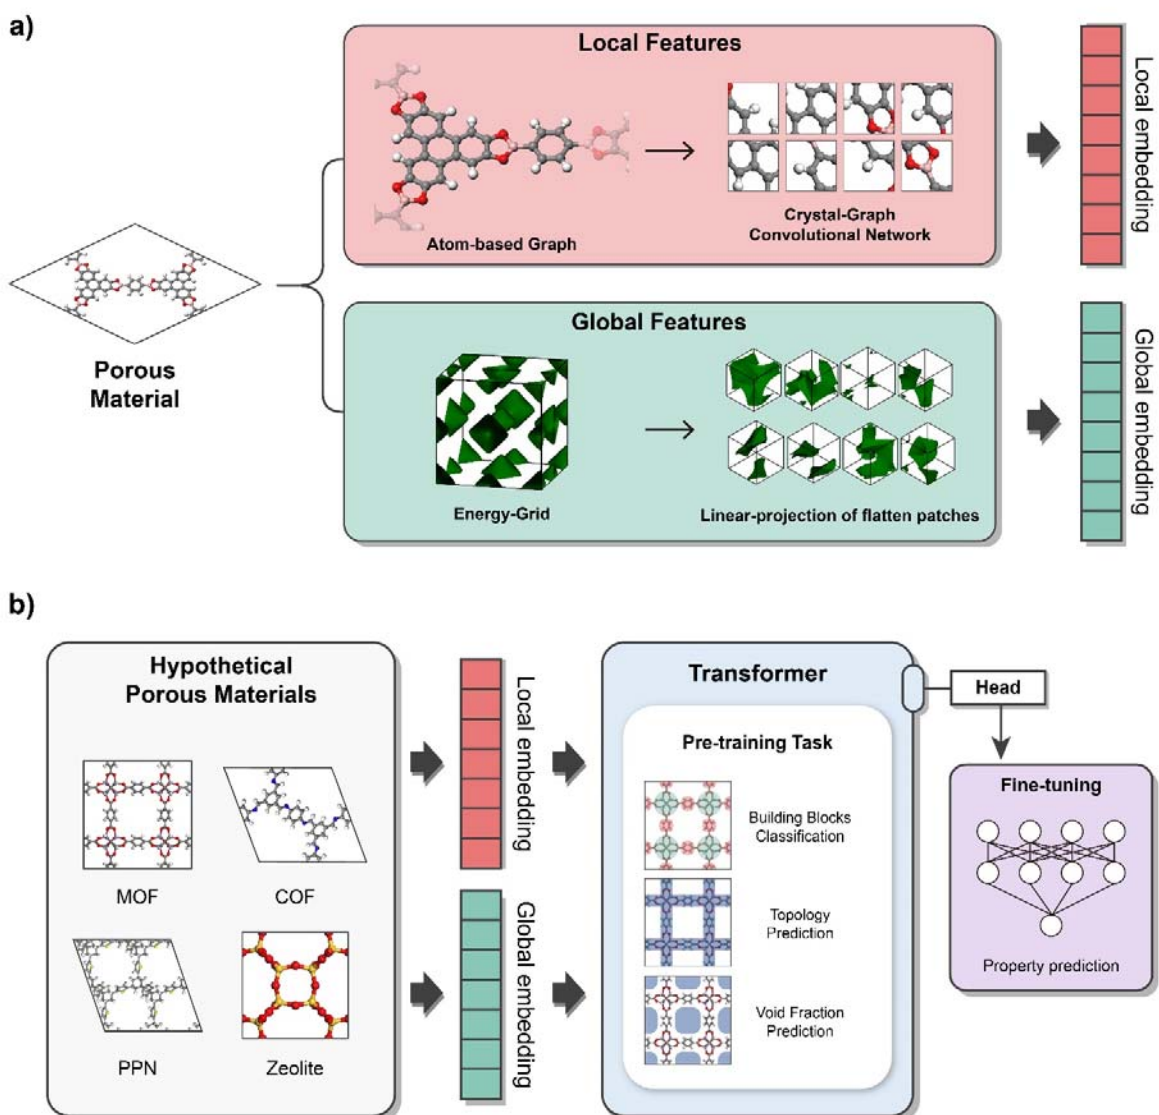 a)
Local Features
Atom-based Graph
Crystal-Graph
Convolutional Network
Local embedding
Porous
Material
Global Features
Energy-Grid
Linear-projection of flatten patches
Global embedding
b)
Hypothetical
Porous Materials
MOF
COF
PPN
Zeolite
Local embedding
Global embedding
Transformer
Pre-training Task
Building Blocks
Classification
Topology
Prediction
Void Fraction
Prediction
Head
Fine-tuning
Property prediction